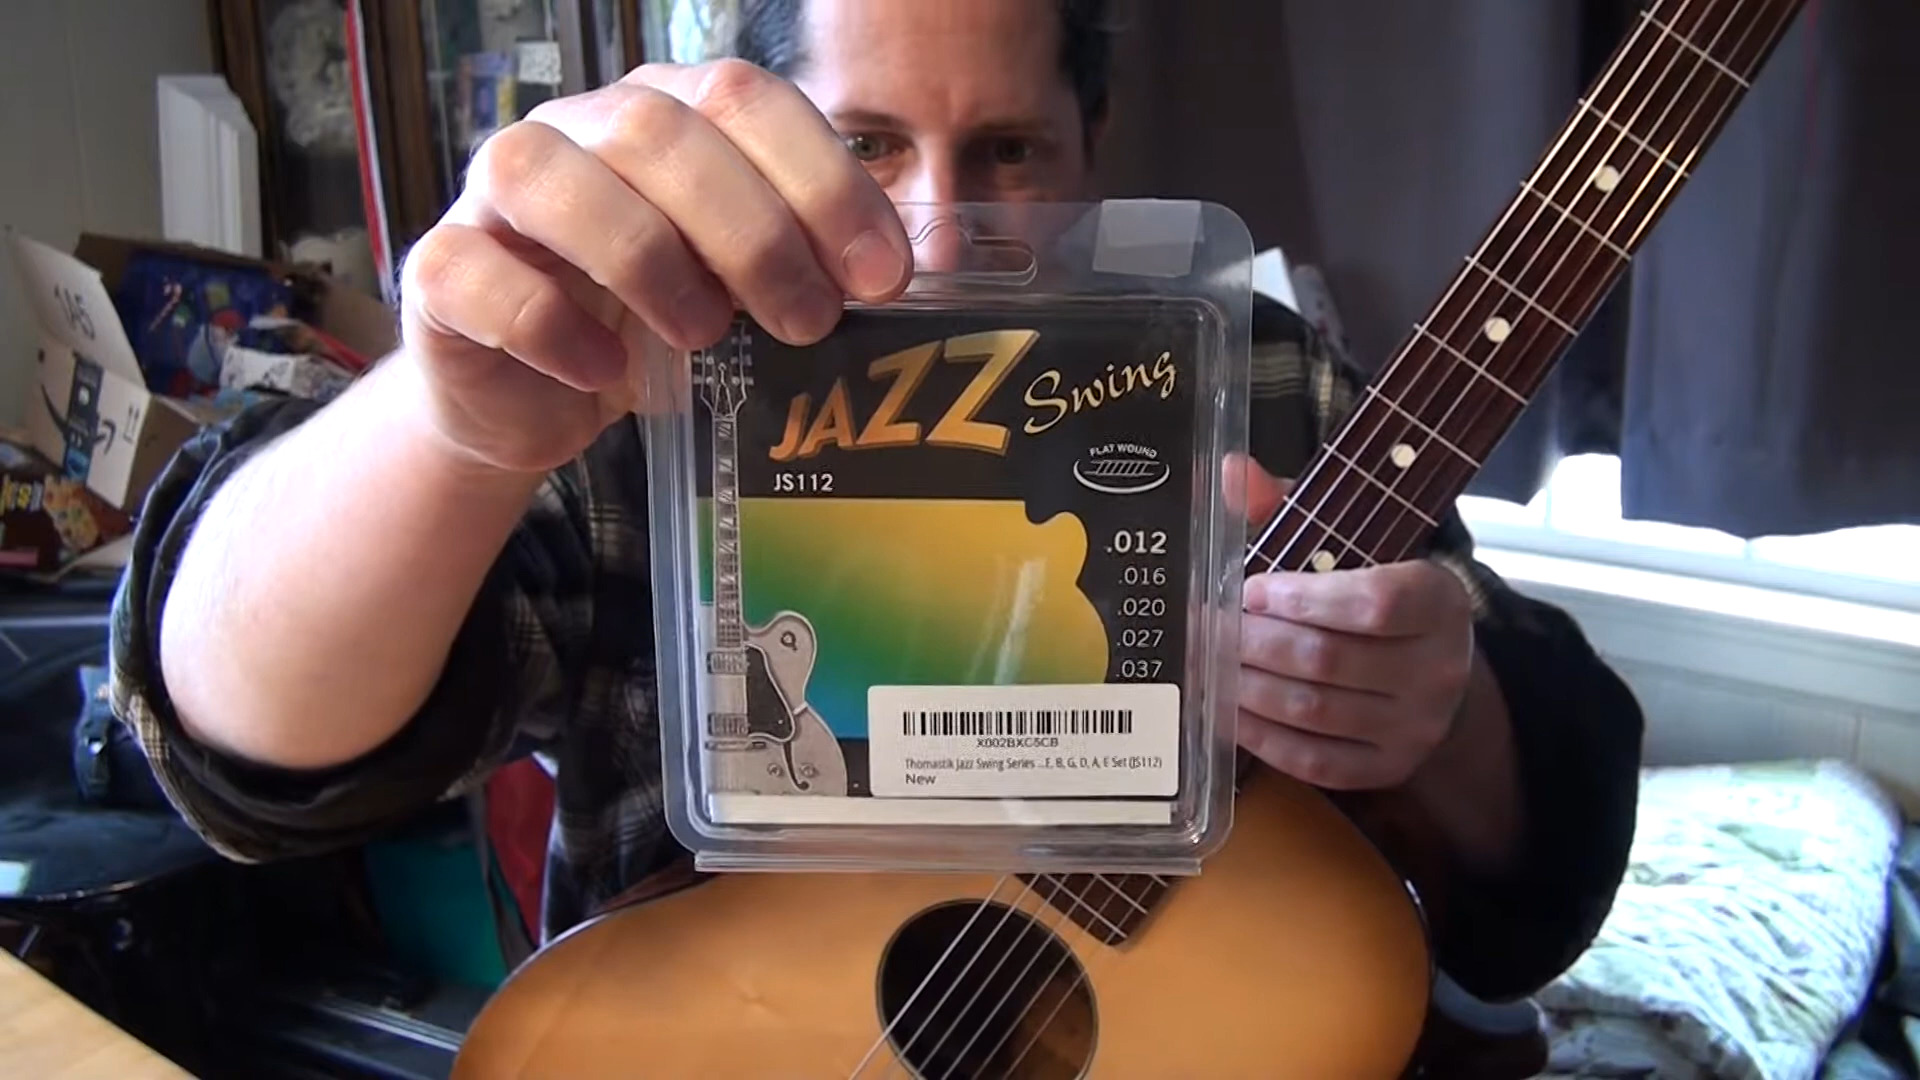 JAZZ Swing
FLAT WOUND
JS112
.012
.016
.020
.027
.037
X002BXC5CB
Thomastik Jazz Swing Series ...E, B, G, D, A, E Set (JS112)
New